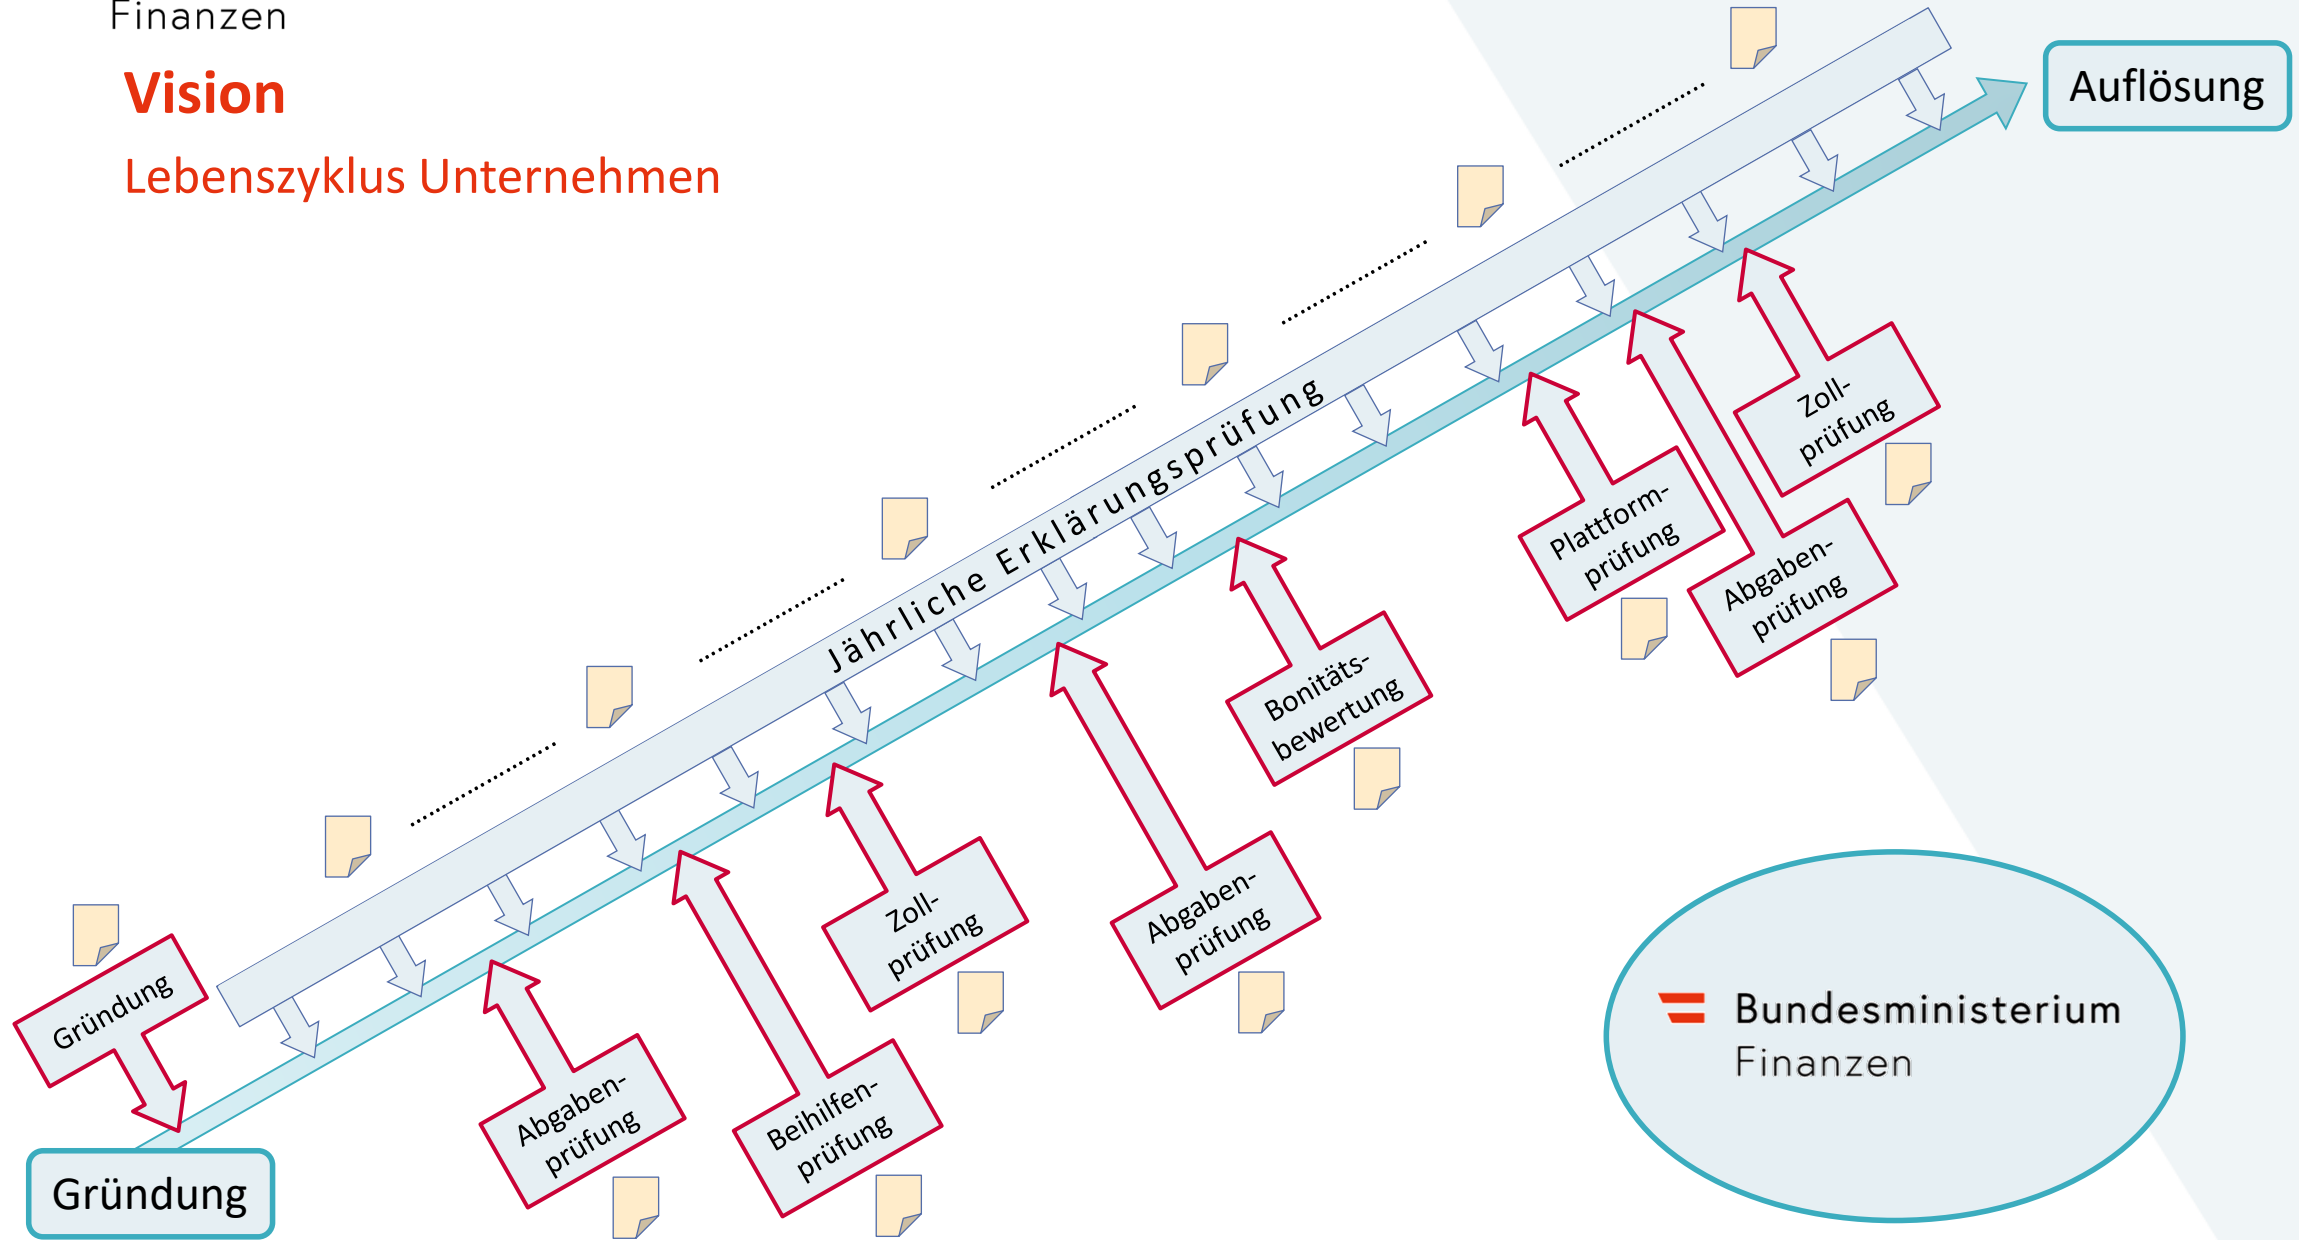 Finanzen
Vision
Lebenszyklus Unternehmen
Auflösung
Jährliche Erklärungsprüfung
Zoll-
prüfung
Plattform-
prüfung
Abgaben-
prüfung
Bonitäts-
bewertung
Zoll-
prüfung
Abgaben-
prüfung
Gründung
Abgaben-
prüfung
Beihilfen-
prüfung
Gründung
Bundesministerium
Finanzen